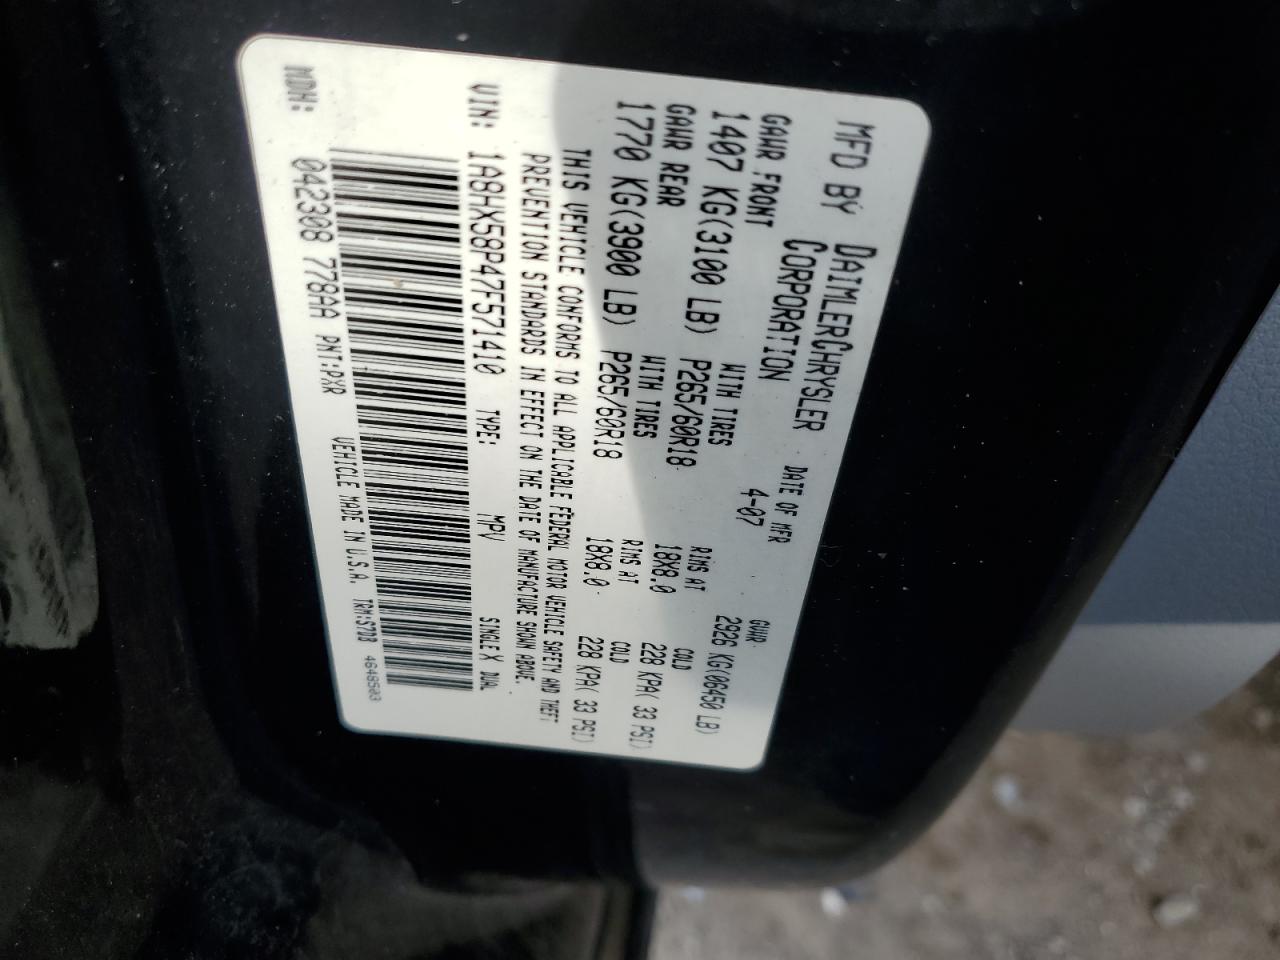 MFD BY DAIMLERCHRYSLER CORPORATION DATE OF MFR 4-07 GVWR 2926 KG(06450 LB)
GAWR FRONT WITH TIRES RIMS AT COLD
1407 KG(3100 LB) P265/60R18 18X8.0 228 KPA( 33 PSI)
GAWR REAR WITH TIRES RIMS AT COLD
1770 KG(3900 LB) P265/60R18 18X8.0 228 KPA( 33 PSI)
THIS VEHICLE CONFORMS TO ALL APPLICABLE FEDERAL MOTOR VEHICLE SAFETY AND THEFT
PREVENTION STANDARDS IN EFFECT ON THE DATE OF MANUFACTURE SHOWN ABOVE.
VIN: 1A8HX58P47F571410 TYPE: MPV SINGLE X DUAL
MDH: 042308 778AA PNT:PXR VEHICLE MADE IN U.S.A. TRM:S7DB 4648503